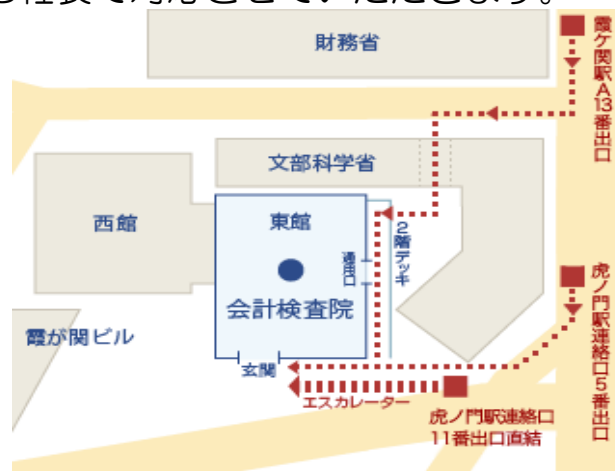 財務省
霞ケ関駅A13番出口
文部科学省
西館
東館
2階デッキ
通用口
会計検査院
虎ノ門駅連絡口5番出口
霞が関ビル
玄関
エスカレーター
虎ノ門駅連絡口
11番出口直結